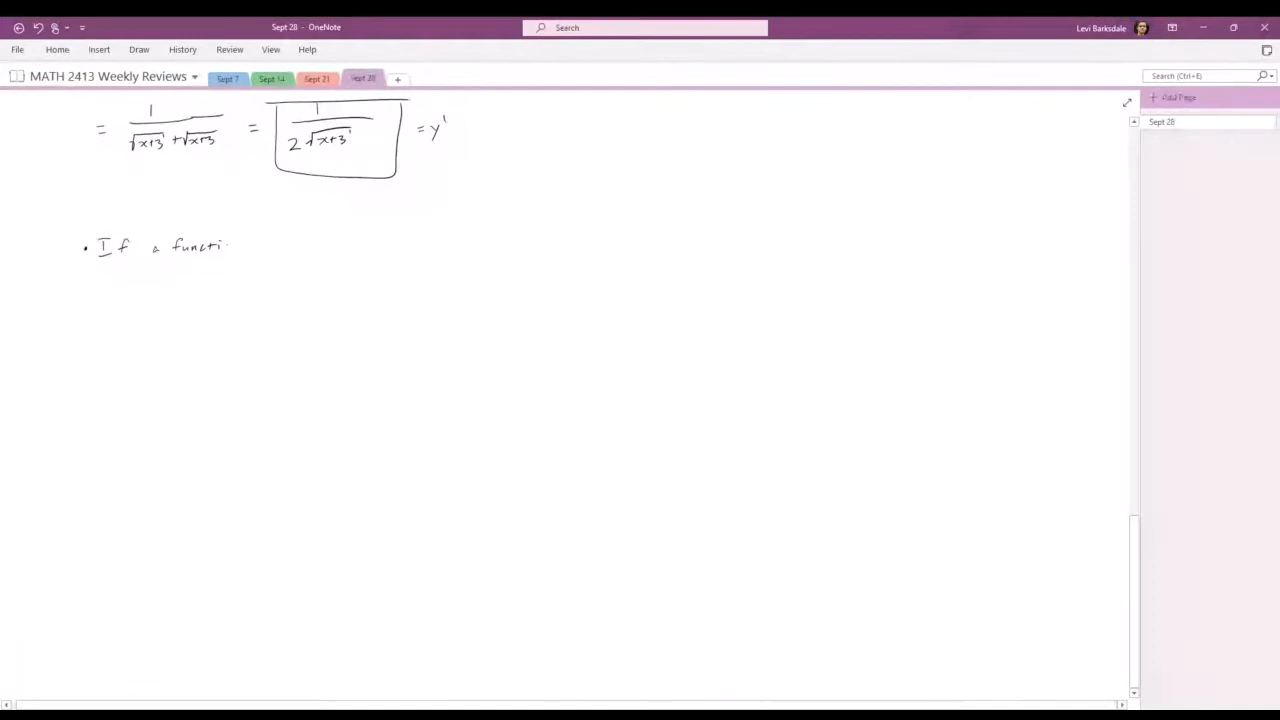 Sept 28 - OneNote
Search
Levi Barksdale
File Home Insert Draw History Review View Help
MATH 2413 Weekly Reviews
Sept 7
Sept 14
Sept 21
Sept 28
+
Search (Ctrl+E)
+ Add Page
Sept 28
= 1 / (√x+3 + √x+3) = 1 / (2 √x+3) = y'
• If a functi